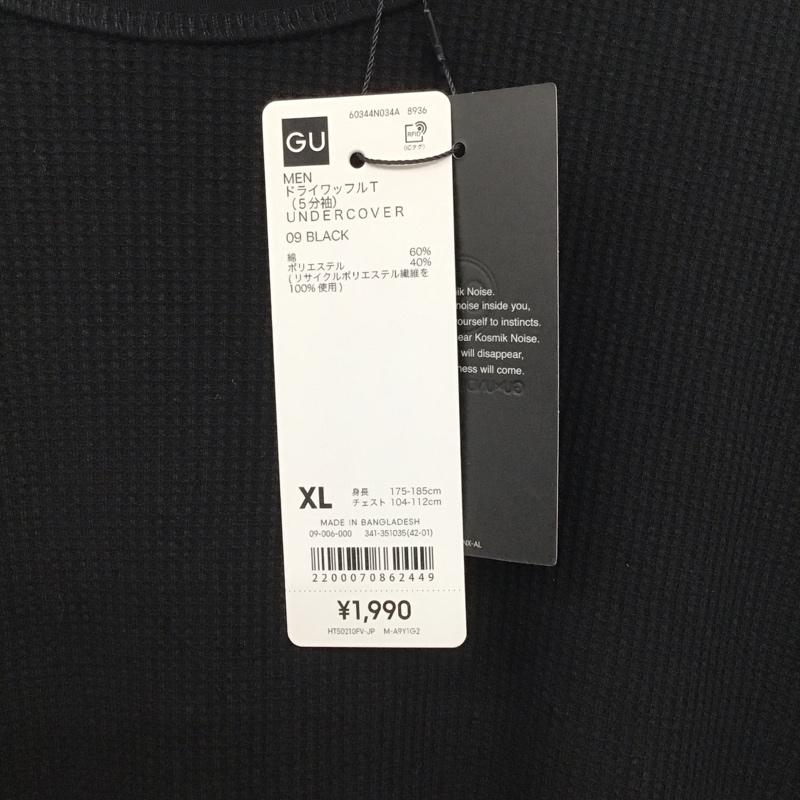 60344N034A 8936
GU
RFID
(ICタグ)
MEN
ドライワッフルT
(5分袖)
UNDERCOVER
09 BLACK
綿 60%
ポリエステル 40%
(リサイクルポリエステル繊維を
100%使用)
XL 身長 175-185cm
チェスト 104-112cm
MADE IN BANGLADESH
09-006-000 341-351035(42-01)
2200070862449
¥1,990
HT50210FV-JP M-A9Y1G2
ik Noise.
noise inside you,
ourself to instincts.
ear Kosmik Noise.
will disappear,
ness will come.
NX-AL